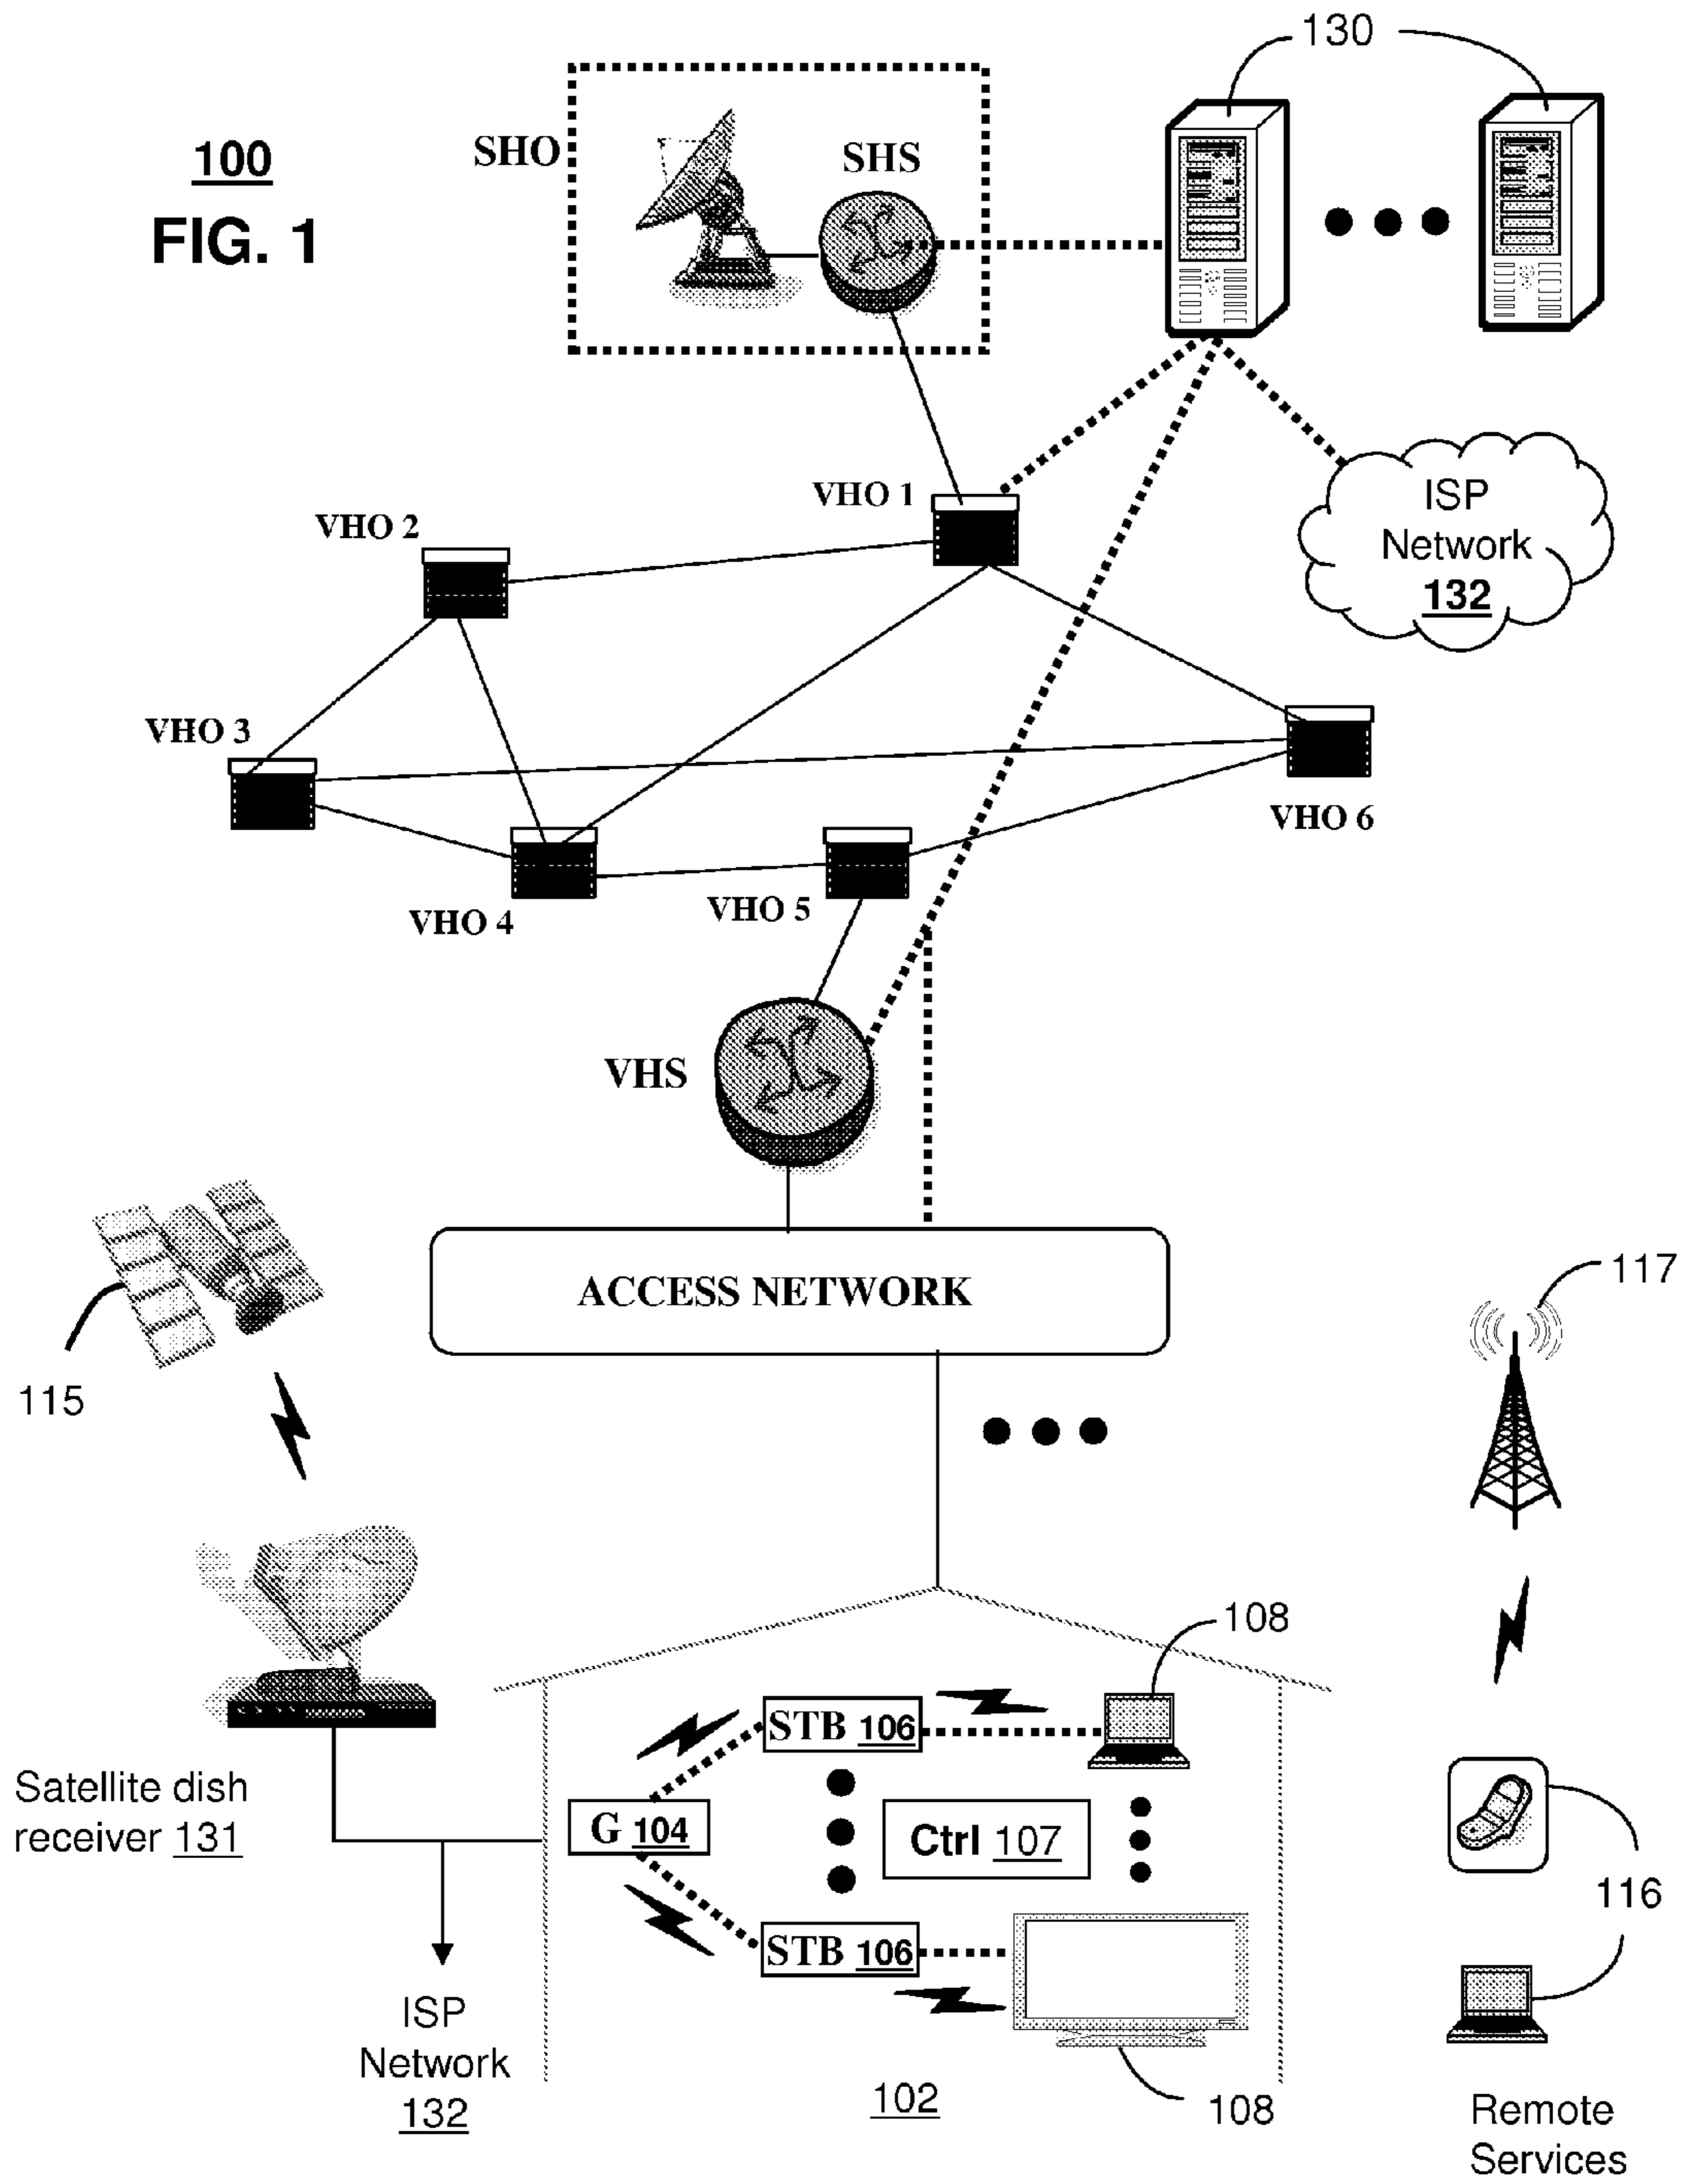 130
100
FIG. 1
SHO
SHS
VHO 1
VHO 2
ISP
Network
132
VHO 3
VHO 6
VHO 4
VHO 5
VHS
ACCESS NETWORK
117
115
108
STB 106
Satellite dish
receiver 131
G 104
Ctrl 107
116
STB 106
ISP
Network
132
102
108
Remote
Services